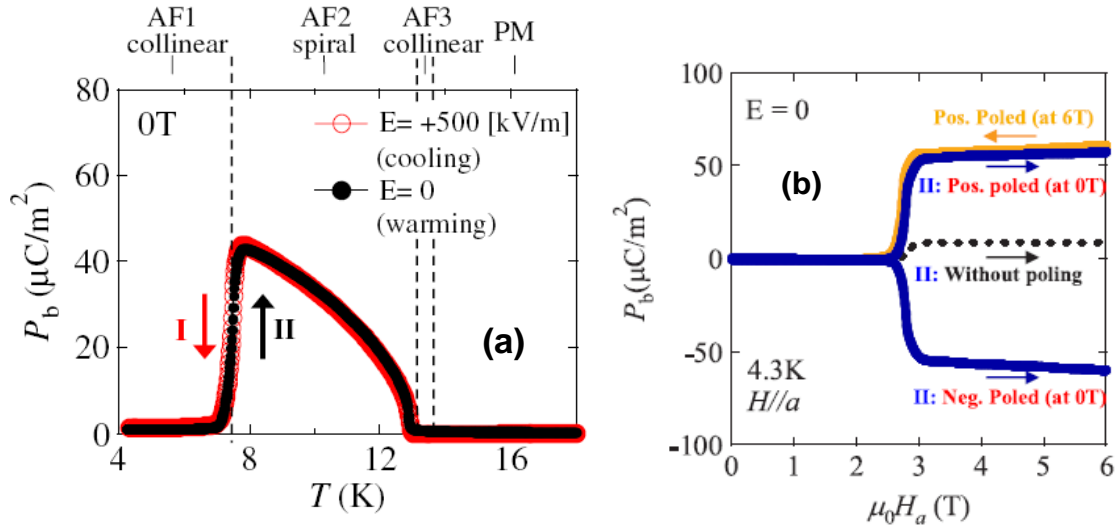 AF1 AF2 AF3 PM
collinear spiral collinear
0T
E= +500 [kV/m]
(cooling)
E= 0
(warming)
I
II
(a)
80
60
40
20
0
P_b (μC/m²)
4 8 12 16
T (K)
E = 0
Pos. Poled (at 6T)
(b)
II: Pos. poled (at 0T)
II: Without poling
4.3K
H//a
II: Neg. Poled (at 0T)
100
50
0
-50
-100
P_b(μC/m²)
0 1 2 3 4 5 6
μ₀H_a (T)